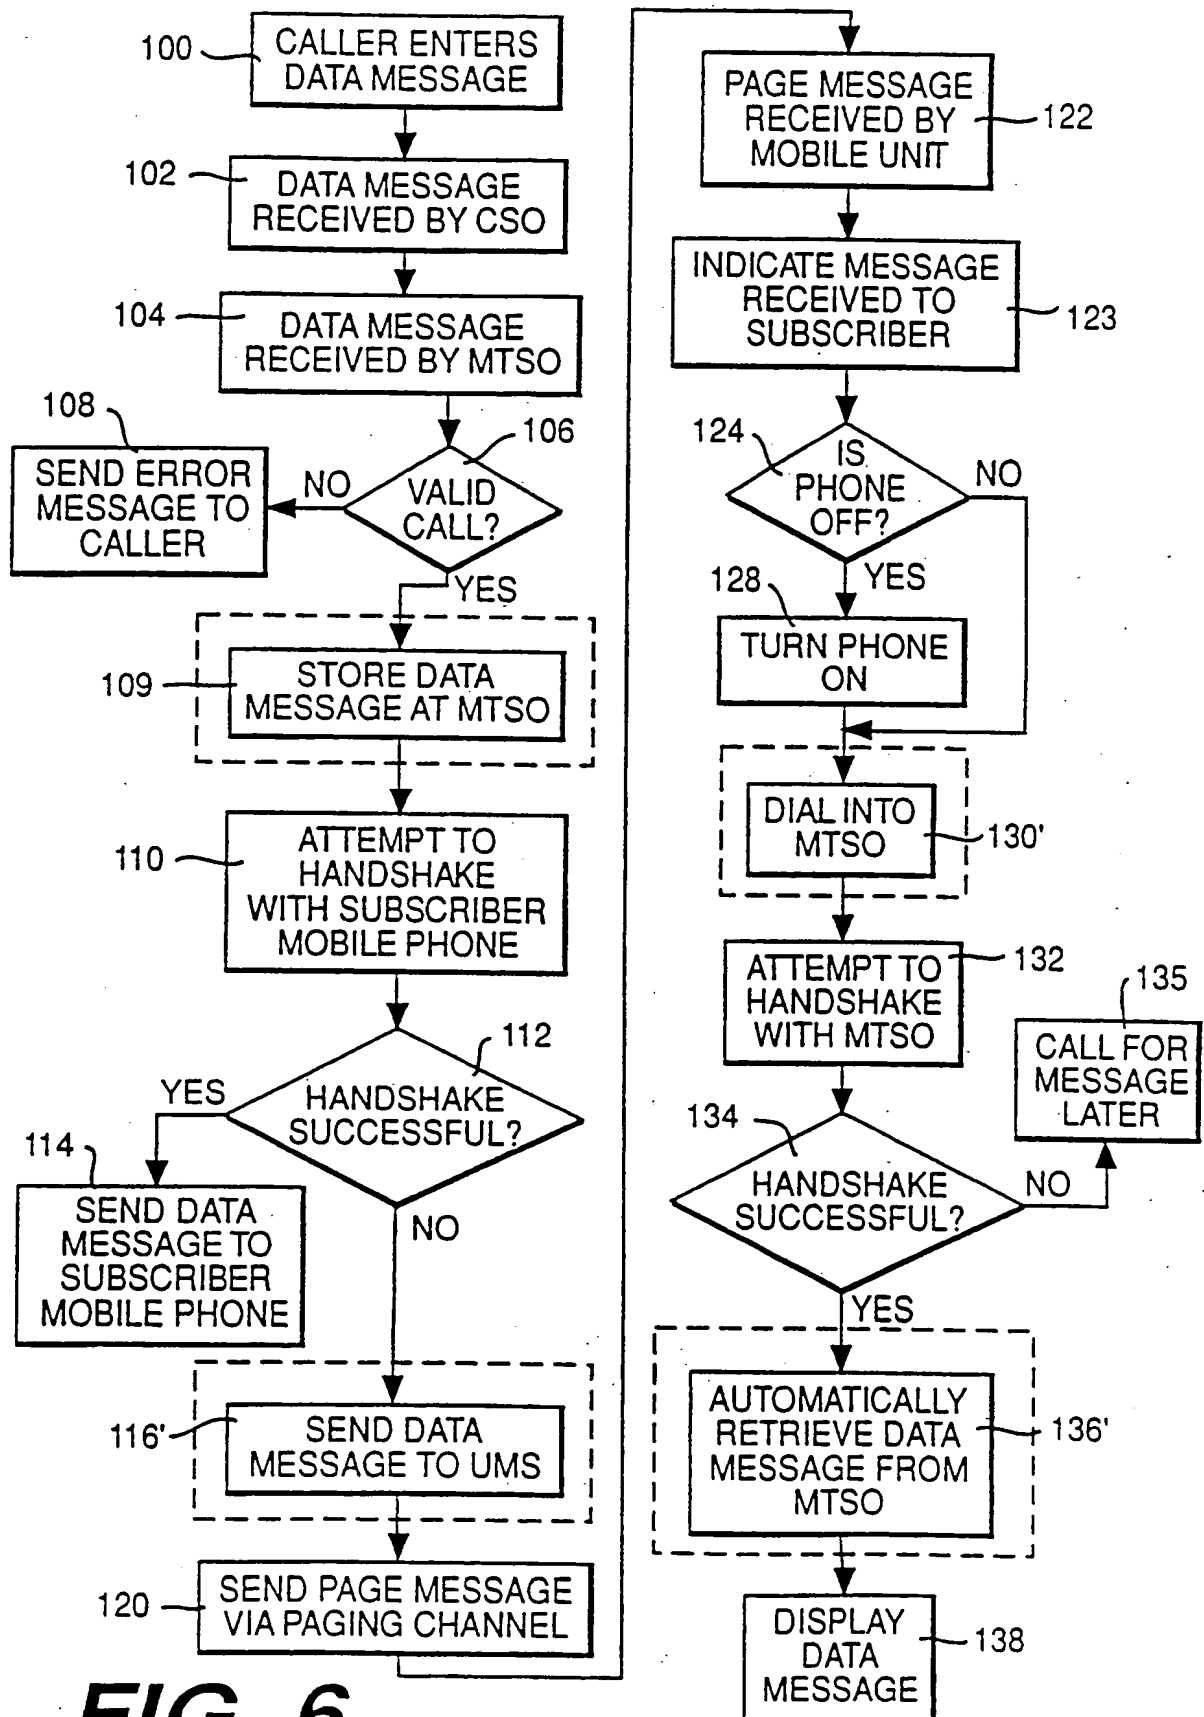 100
CALLER ENTERS
DATA MESSAGE
102
DATA MESSAGE
RECEIVED BY CSO
104
DATA MESSAGE
RECEIVED BY MTSO
106
VALID
CALL?
NO
108
SEND ERROR
MESSAGE TO
CALLER
YES
109
STORE DATA
MESSAGE AT MTSO
110
ATTEMPT TO
HANDSHAKE
WITH SUBSCRIBER
MOBILE PHONE
112
HANDSHAKE
SUCCESSFUL?
YES
114
SEND DATA
MESSAGE TO
SUBSCRIBER
MOBILE PHONE
NO
116'
SEND DATA
MESSAGE TO UMS
120
SEND PAGE MESSAGE
VIA PAGING CHANNEL
PAGE MESSAGE
RECEIVED BY
MOBILE UNIT
122
INDICATE MESSAGE
RECEIVED TO
SUBSCRIBER
123
124
IS
PHONE
OFF?
NO
YES
128
TURN PHONE
ON
DIAL INTO
MTSO
130'
ATTEMPT TO
HANDSHAKE
WITH MTSO
132
134
HANDSHAKE
SUCCESSFUL?
NO
135
CALL FOR
MESSAGE
LATER
YES
AUTOMATICALLY
RETRIEVE DATA
MESSAGE FROM
MTSO
136'
DISPLAY
DATA
MESSAGE
138
FIG. 6